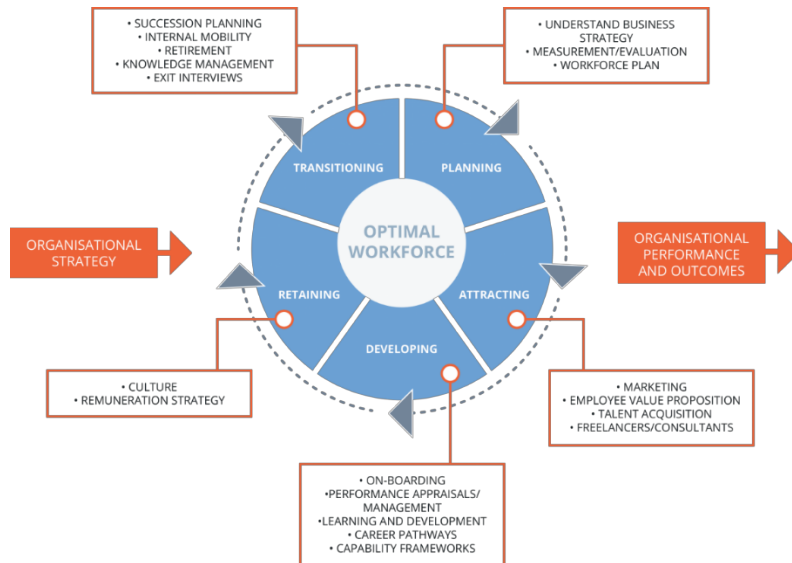 • SUCCESSION PLANNING
• INTERNAL MOBILITY
• RETIREMENT
• KNOWLEDGE MANAGEMENT
• EXIT INTERVIEWS
• UNDERSTAND BUSINESS
STRATEGY
• MEASUREMENT/EVALUATION
• WORKFORCE PLAN
TRANSITIONING
PLANNING
OPTIMAL
WORKFORCE
ORGANISATIONAL
STRATEGY
ORGANISATIONAL
PERFORMANCE
AND OUTCOMES
RETAINING
ATTRACTING
DEVELOPING
• CULTURE
• REMUNERATION STRATEGY
• MARKETING
• EMPLOYEE VALUE PROPOSITION
• TALENT ACQUISITION
• FREELANCERS/CONSULTANTS
• ON-BOARDING
•PERFORMANCE APPRAISALS/
MANAGEMENT
•LEARNING AND DEVELOPMENT
• CAREER PATHWAYS
• CAPABILITY FRAMEWORKS